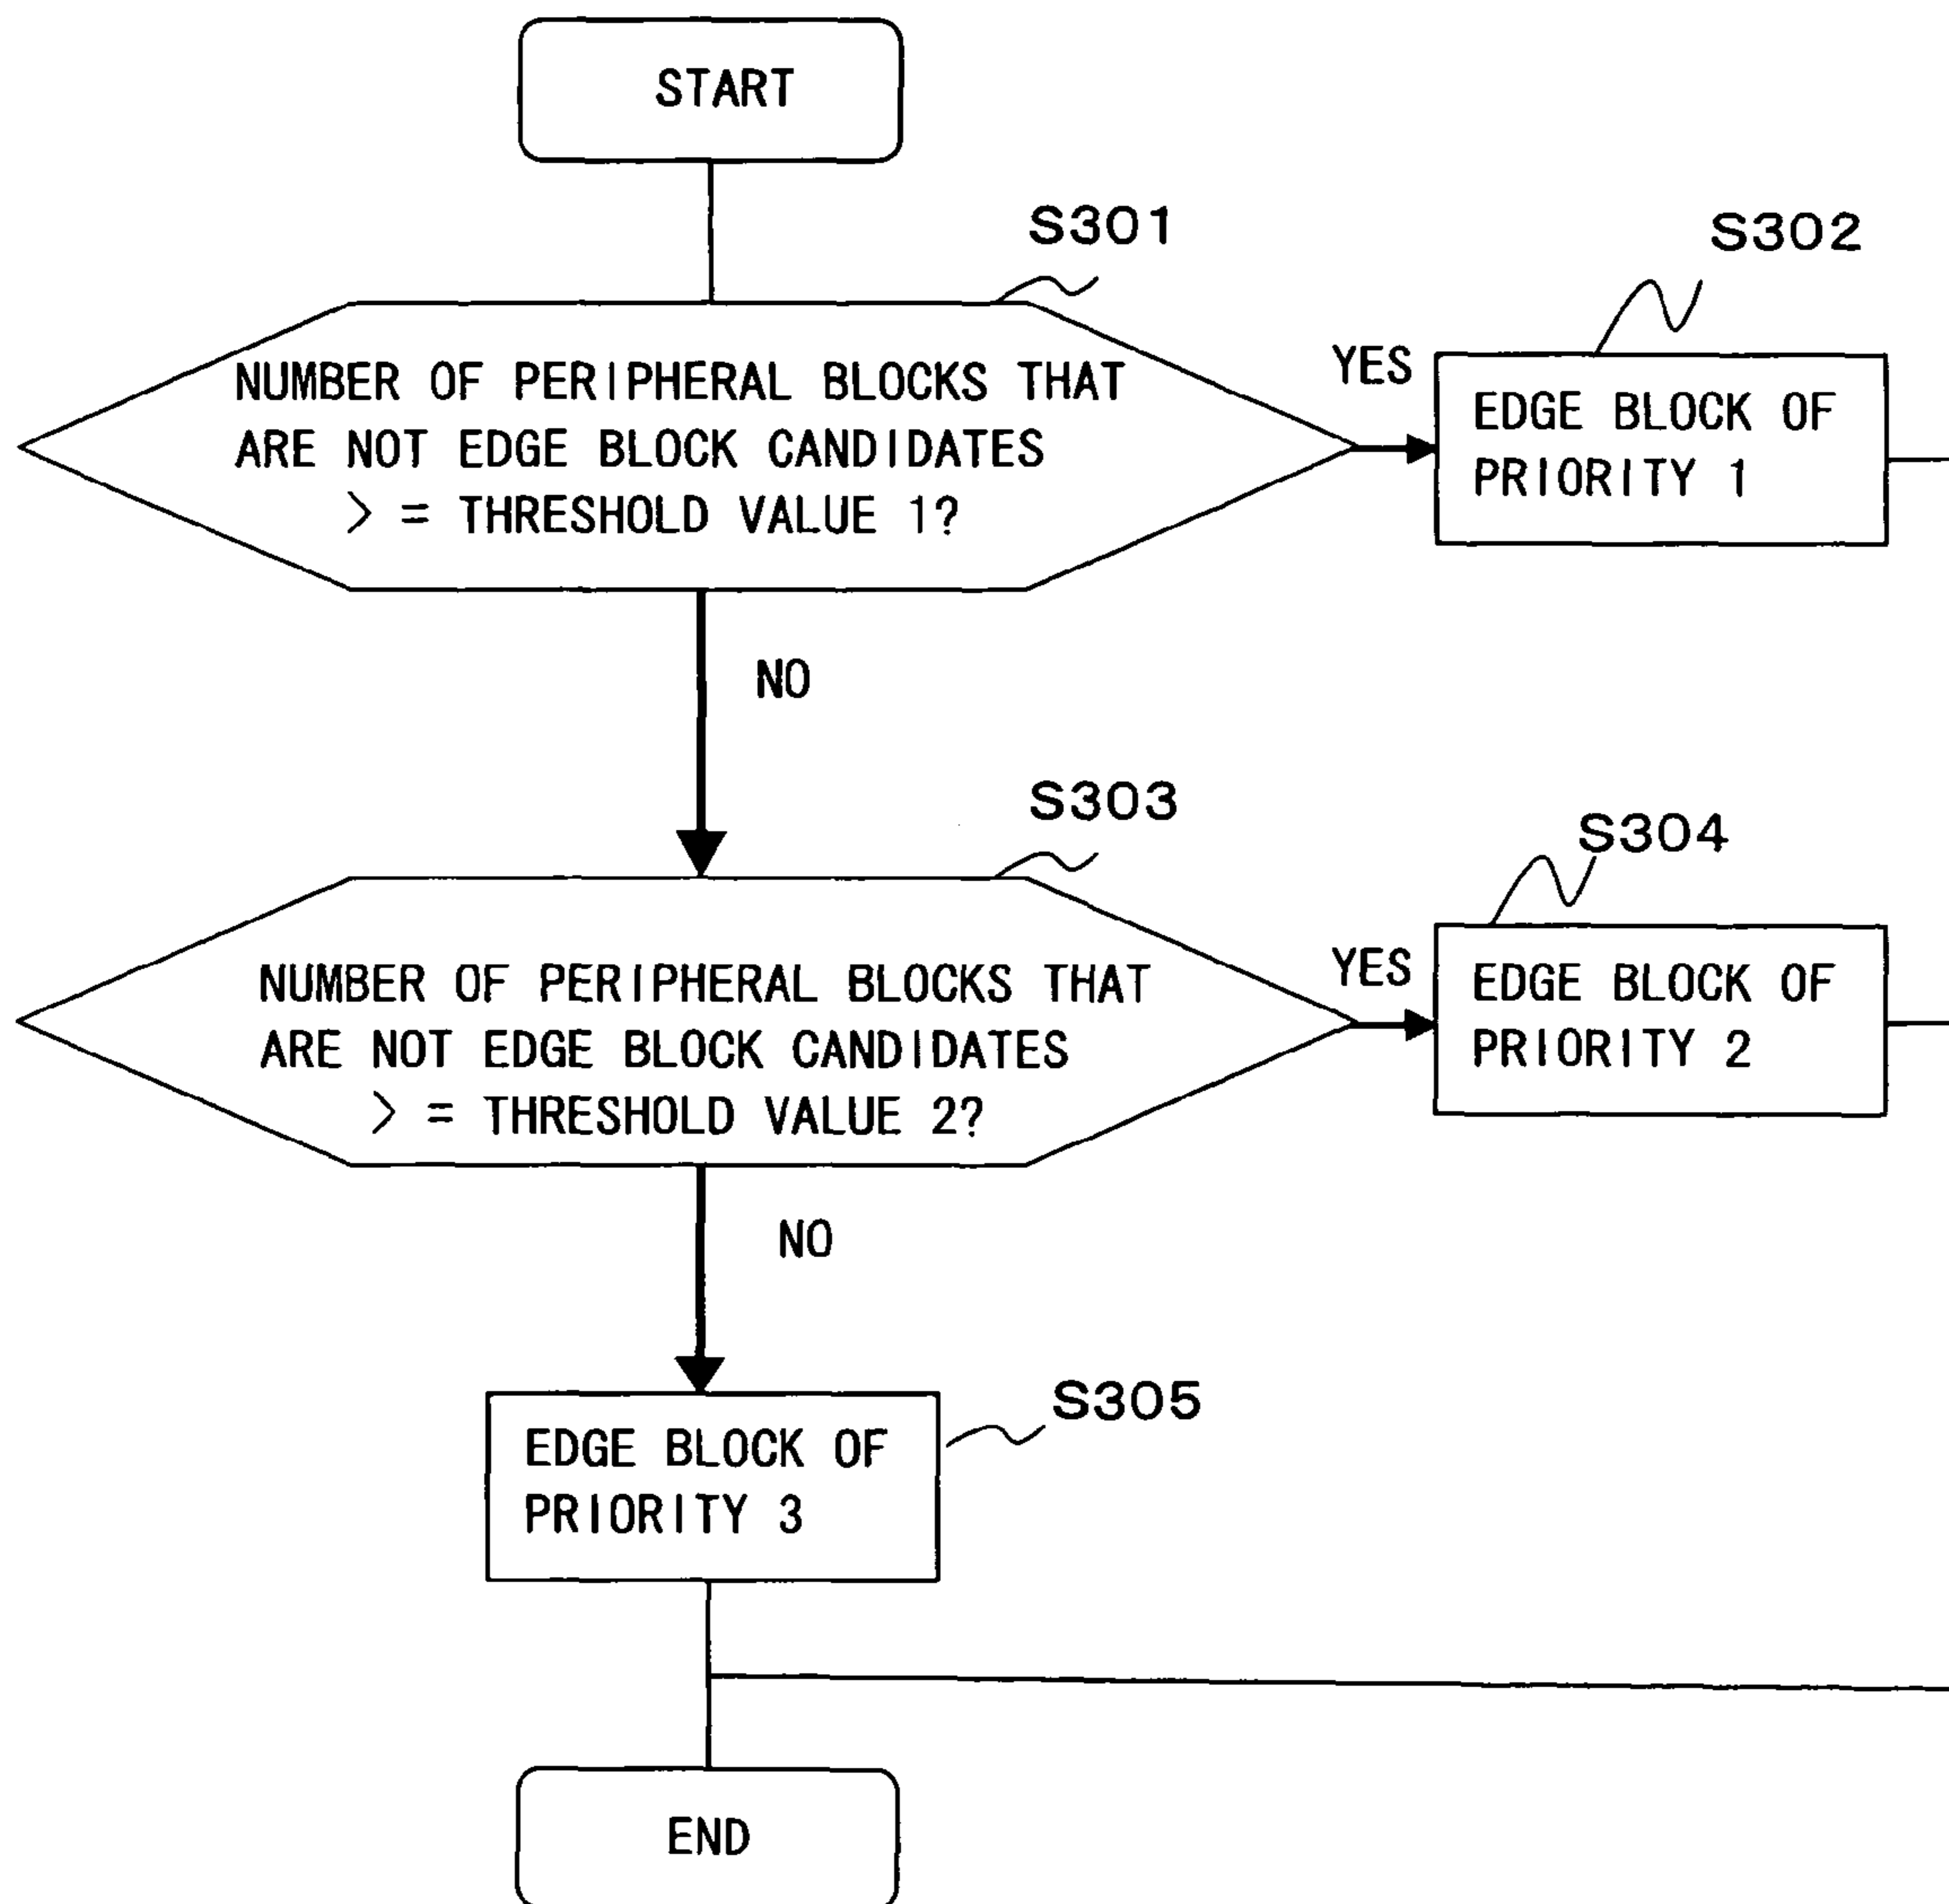 START
S301
S302
NUMBER OF PERIPHERAL BLOCKS THAT
ARE NOT EDGE BLOCK CANDIDATES
> = THRESHOLD VALUE 1?
YES
EDGE BLOCK OF
PRIORITY 1
NO
S303
S304
NUMBER OF PERIPHERAL BLOCKS THAT
ARE NOT EDGE BLOCK CANDIDATES
> = THRESHOLD VALUE 2?
YES
EDGE BLOCK OF
PRIORITY 2
NO
S305
EDGE BLOCK OF
PRIORITY 3
END